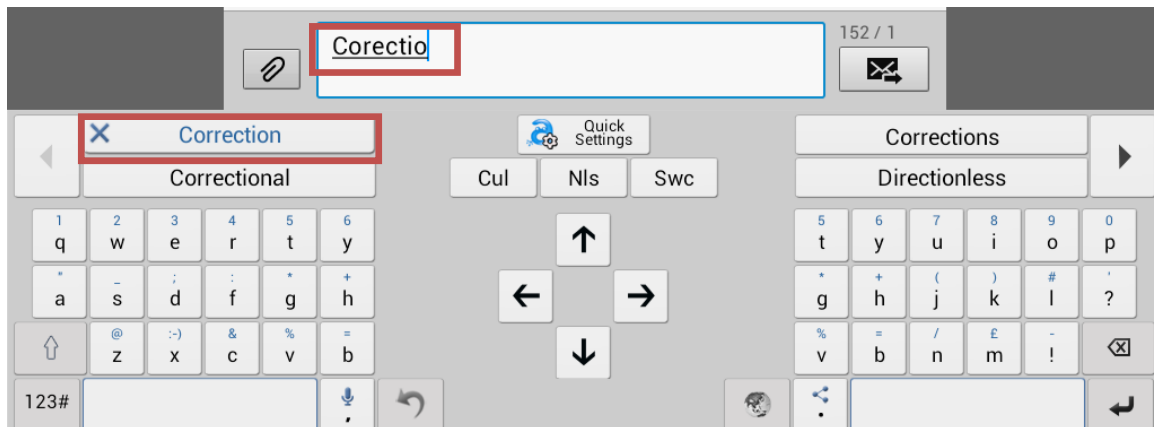 152 / 1
Corectio
Correction
Quick
Settings
Corrections
Correctional
Cul Nls Swc
Directionless
1 2 3 4 5 6 5 6 7 8 9 0
q w e r t y t y u i o p
" _ ; : * + * + ( ) # '
a s d f g h g h j k l ?
@ :-) & % = % = / £ -
z x c v b v b n m !
123# , .